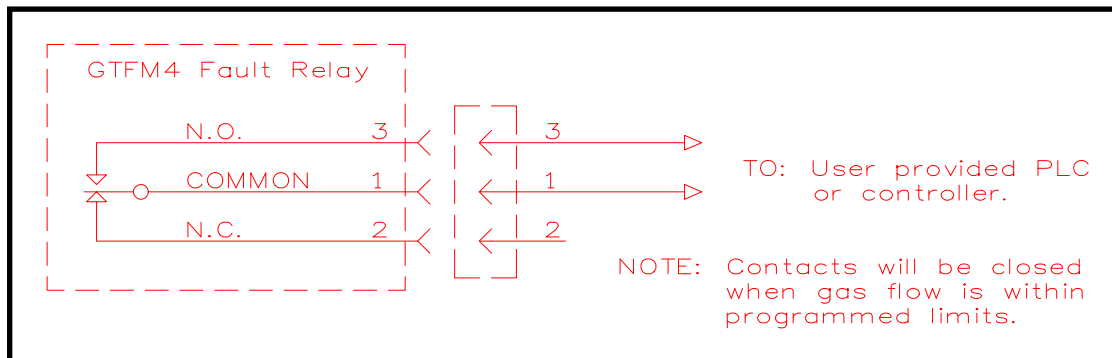 GTFM4 Fault Relay
N.O. 3 3
COMMON 1 1
N.C. 2 2
TO: User provided PLC
or controller.
NOTE: Contacts will be closed
when gas flow is within
programmed limits.